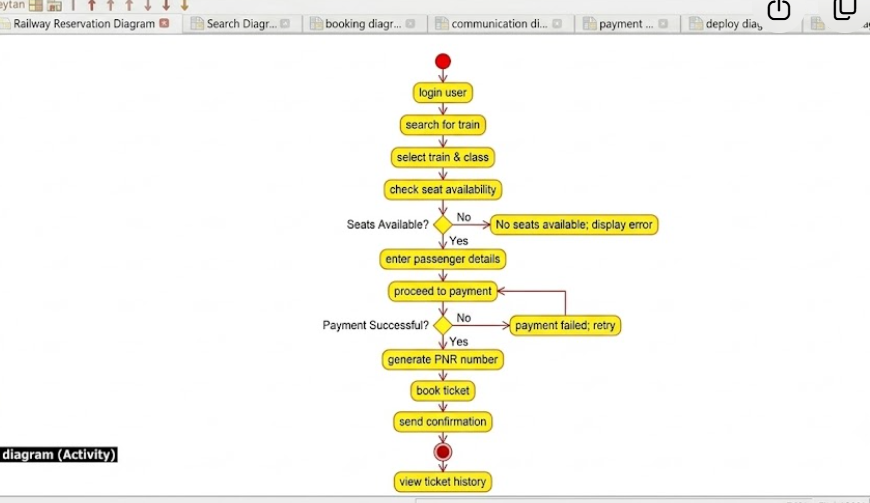 eytan
Railway Reservation Diagram
Search Diagr...
booking diagr...
communication di...
payment ...
deploy diag
login user
search for train
select train & class
check seat availability
Seats Available?
No
No seats available; display error
Yes
enter passenger details
proceed to payment
Payment Successful?
No
payment failed; retry
Yes
generate PNR number
book ticket
send confirmation
diagram (Activity)
view ticket history